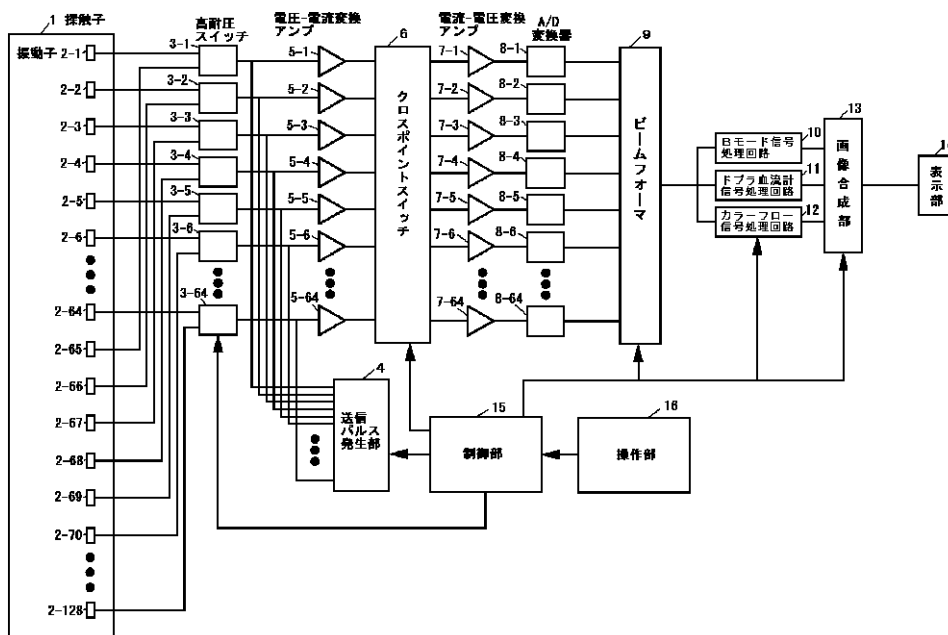 1 探触子
振動子 2-1
2-2
2-3
2-4
2-5
2-6
2-64
2-65
2-66
2-67
2-68
2-69
2-70
2-128
高耐圧
スイッチ
3-1
3-2
3-3
3-4
3-5
3-6
3-64
電圧-電流変換
アンプ
5-1
5-2
5-3
5-4
5-5
5-6
5-64
6
クロスポイントスイッチ
電流-電圧変換
アンプ
7-1
7-2
7-3
7-4
7-5
7-6
7-64
A/D
変換器
8-1
8-2
8-3
8-4
8-5
8-6
8-64
9
ビームフォーマ
10
Bモード信号
処理回路
11
ドプラ血流計
信号処理回路
12
カラーフロー
信号処理回路
13
画像合成部
表示部
4
送信
パルス
発生部
15
制御部
16
操作部